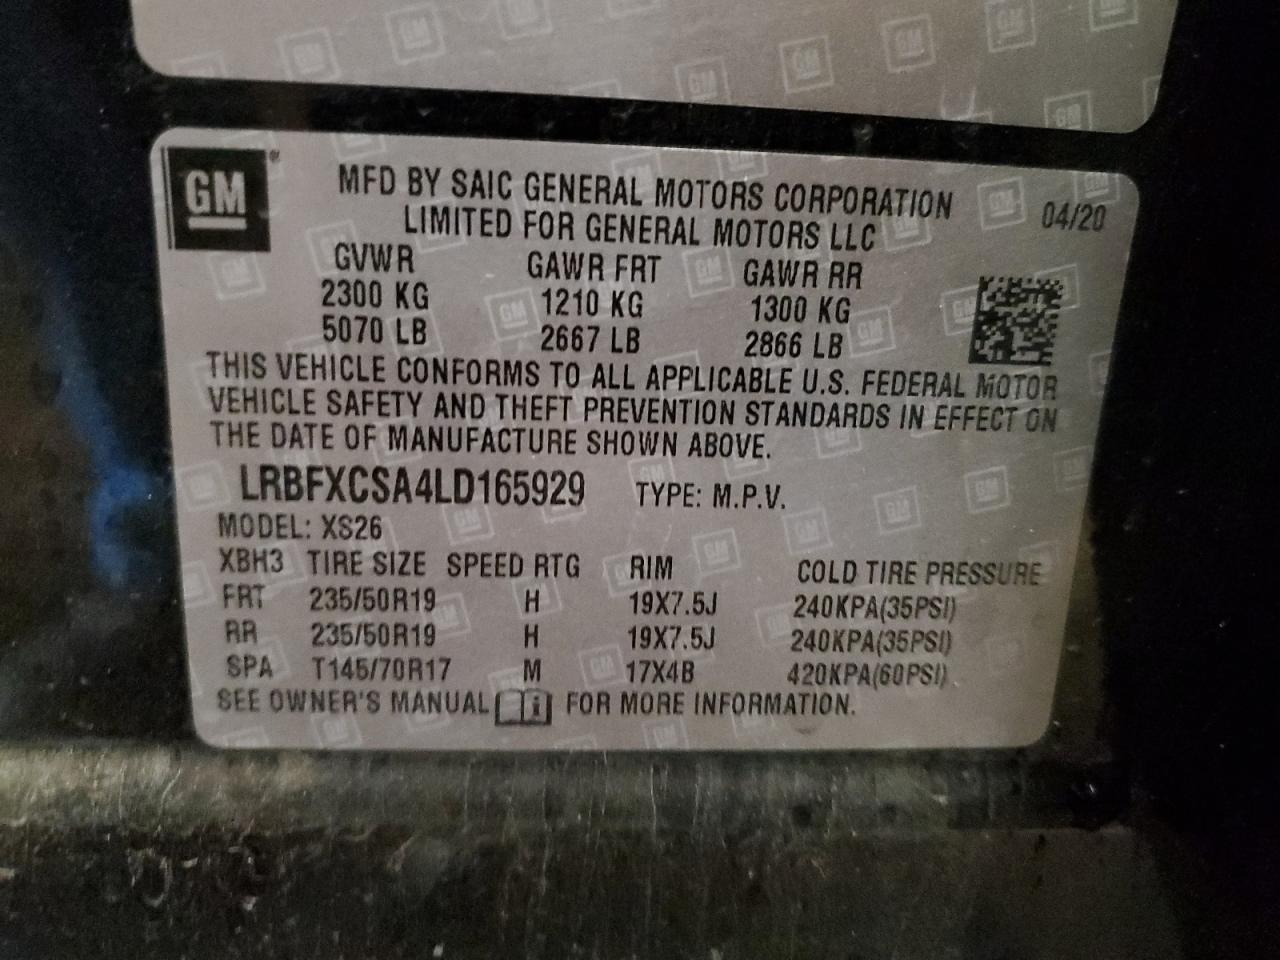 GM
MFD BY SAIC GENERAL MOTORS CORPORATION
LIMITED FOR GENERAL MOTORS LLC
04/20
GVWR GAWR FRT GAWR RR
2300 KG 1210 KG 1300 KG
5070 LB 2667 LB 2866 LB
THIS VEHICLE CONFORMS TO ALL APPLICABLE U.S. FEDERAL MOTOR
VEHICLE SAFETY AND THEFT PREVENTION STANDARDS IN EFFECT ON
THE DATE OF MANUFACTURE SHOWN ABOVE.
LRBFXCSA4LD165929 TYPE: M.P.V.
MODEL: XS26
XBH3 TIRE SIZE SPEED RTG RIM COLD TIRE PRESSURE
FRT 235/50R19 H 19X7.5J 240KPA(35PSI)
RR 235/50R19 H 19X7.5J 240KPA(35PSI)
SPA T145/70R17 M 17X4B 420KPA(60PSI)
SEE OWNER'S MANUAL FOR MORE INFORMATION.